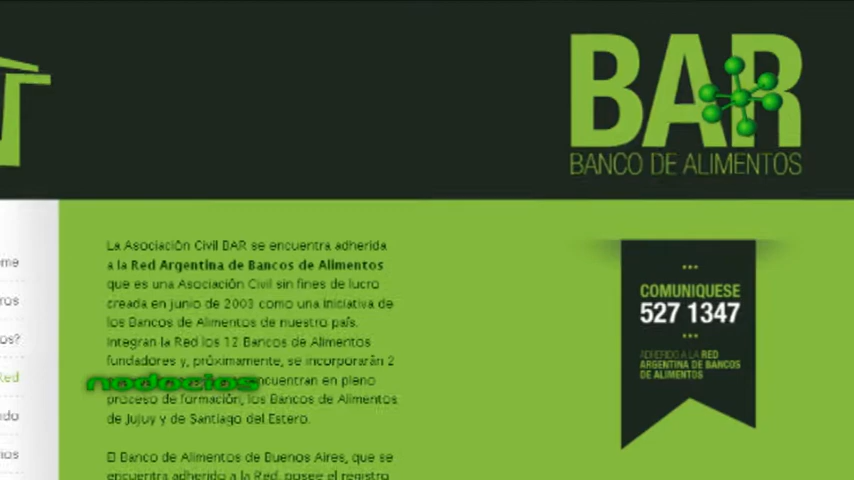 BAR
BANCO DE ALIMENTOS
ome
ros
os?
Red
ndo
ios
La Asociación Civil BAR se encuentra adherida
a la Red Argentina de Bancos de Alimentos
que es una Asociación Civil sin fines de lucro
creada en junio de 2003 como una iniciativa de
los Bancos de Alimentos de nuestro país.
Integran la Red los 12 Bancos de Alimentos
fundadores y, próximamente, se incorporarán 2
nodocios encuentran en pleno
proceso de formación, los Bancos de Alimentos
de Jujuy y de Santiago del Estero.
El Banco de Alimentos de Buenos Aires, que se
encuentra adherido a la Red, posee el registro
COMUNIQUESE
527 1347
ADHERIDO A LA RED
ARGENTINA DE BANCOS
DE ALIMENTOS